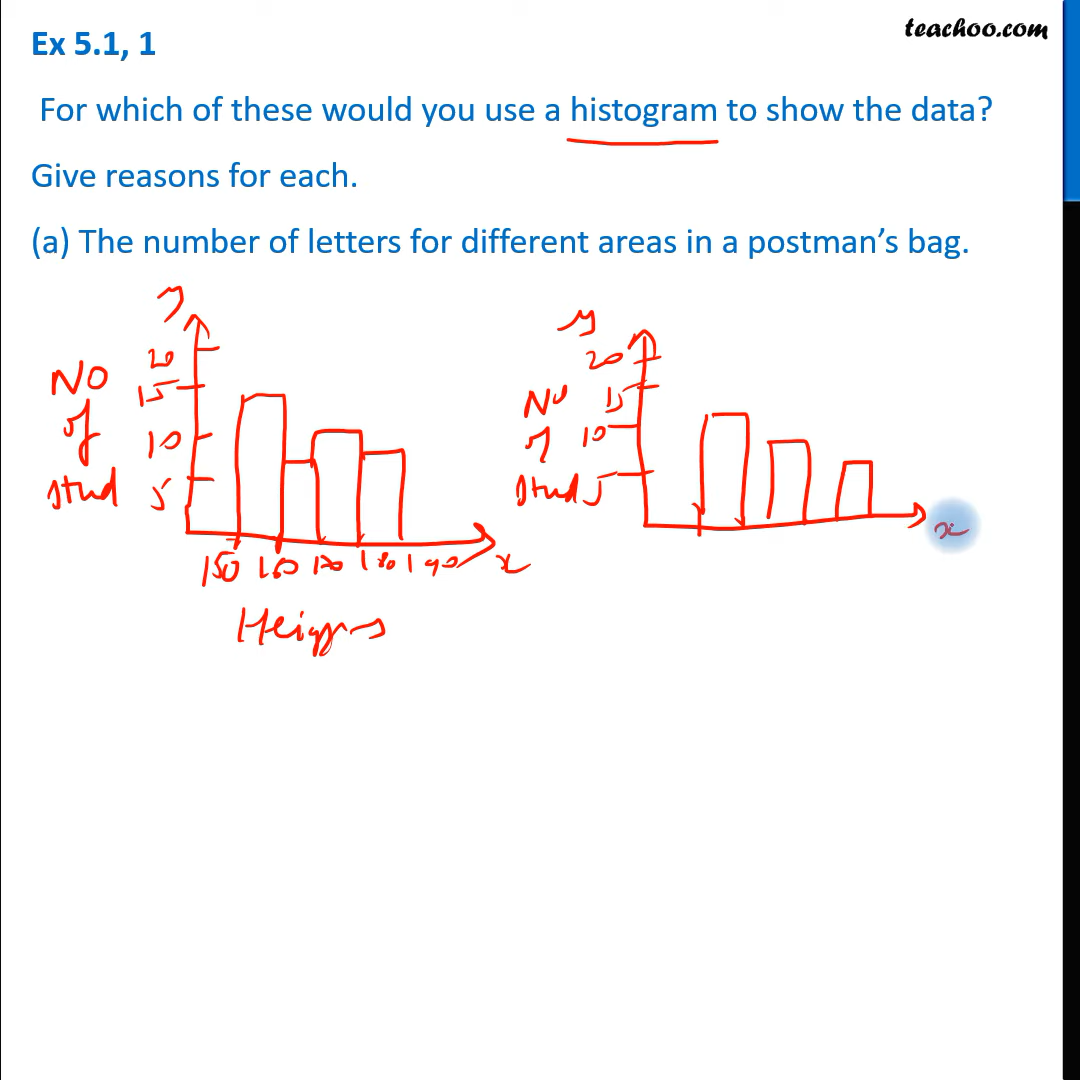 teachoo.com
Ex 5.1, 1
For which of these would you use a histogram to show the data?
Give reasons for each.
(a) The number of letters for different areas in a postman’s bag.
y
20
No
15
of
10
stud
5
150 160 170 180 190 x
y
20
No 15
of 10
stud 5
x